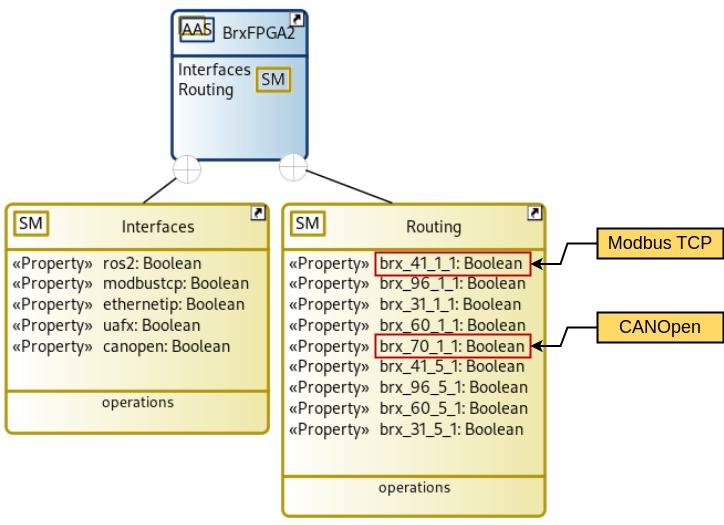 AAS BrxFPGA2
Interfaces
Routing
SM
SM Interfaces
«Property» ros2: Boolean
«Property» modbustcp: Boolean
«Property» ethernetip: Boolean
«Property» uafx: Boolean
«Property» canopen: Boolean
operations
SM Routing
«Property» brx_41_1_1: Boolean
«Property» brx_96_1_1: Boolean
«Property» brx_31_1_1: Boolean
«Property» brx_60_1_1: Boolean
«Property» brx_70_1_1: Boolean
«Property» brx_41_5_1: Boolean
«Property» brx_96_5_1: Boolean
«Property» brx_60_5_1: Boolean
«Property» brx_31_5_1: Boolean
operations
Modbus TCP
CANOpen